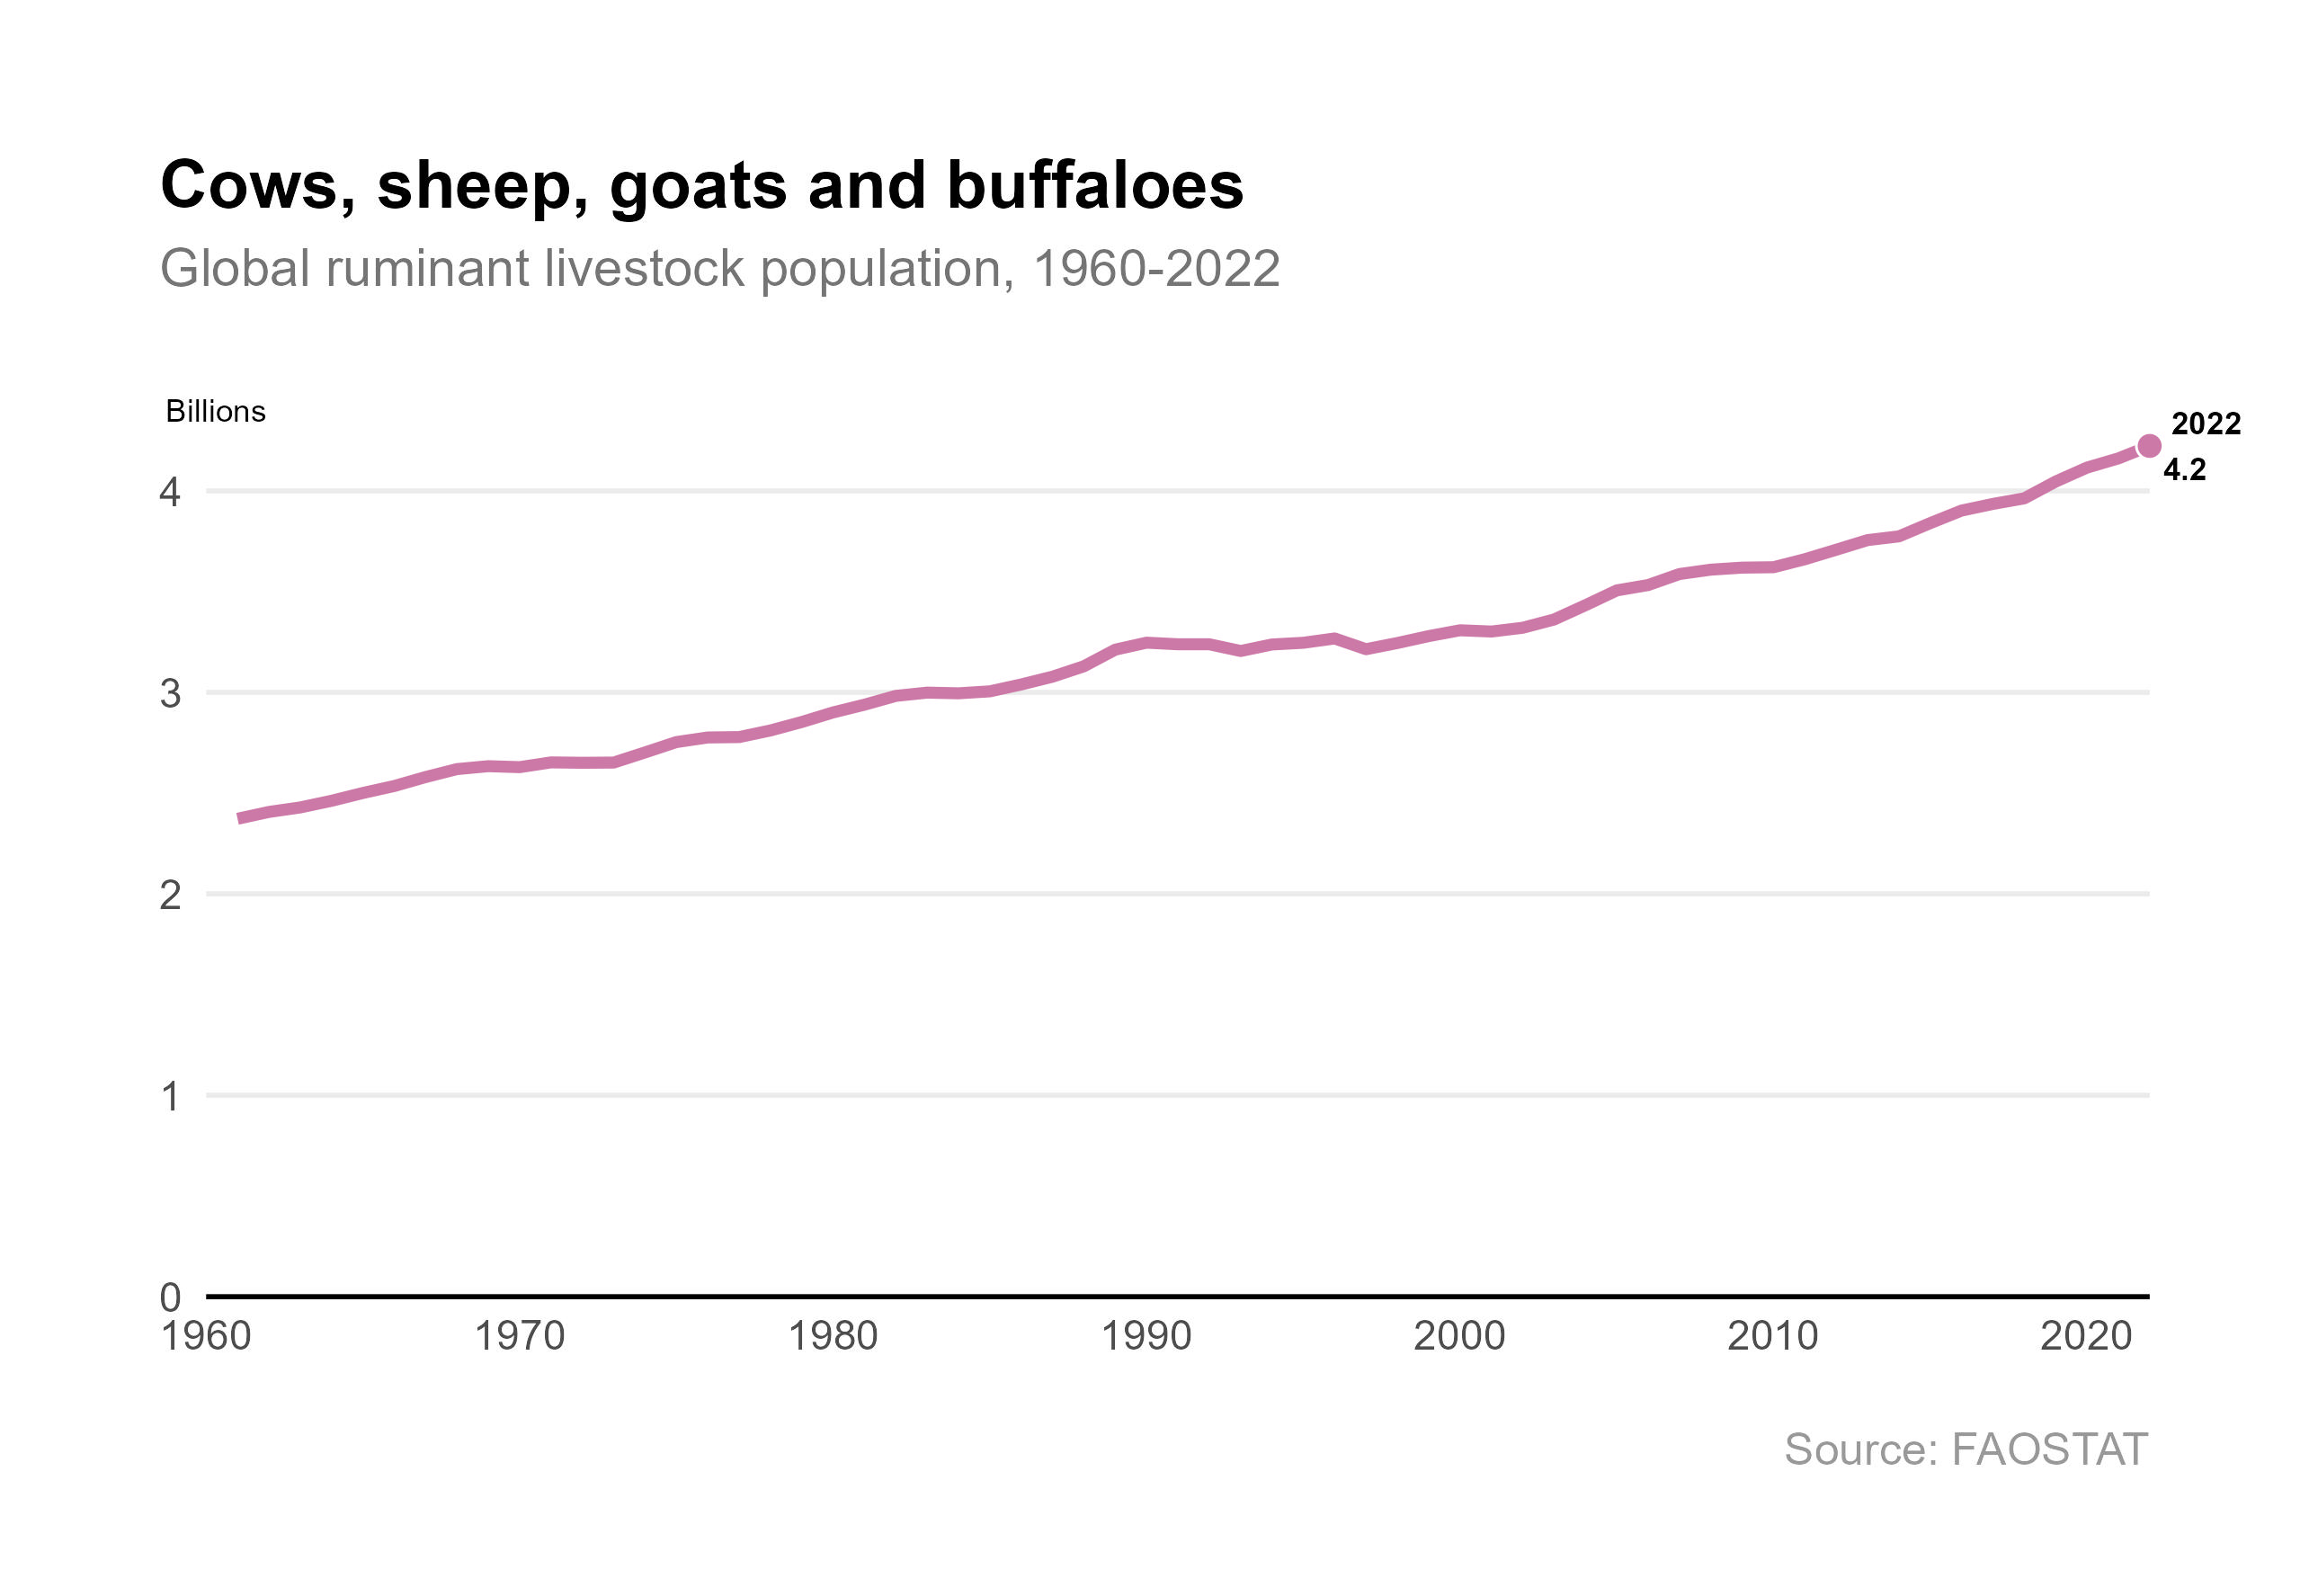 Cows, sheep, goats and buffaloes
Global ruminant livestock population, 1960-2022
Billions
2022
4.2
4
3
2
1
0
1960 1970 1980 1990 2000 2010 2020
Source: FAOSTAT